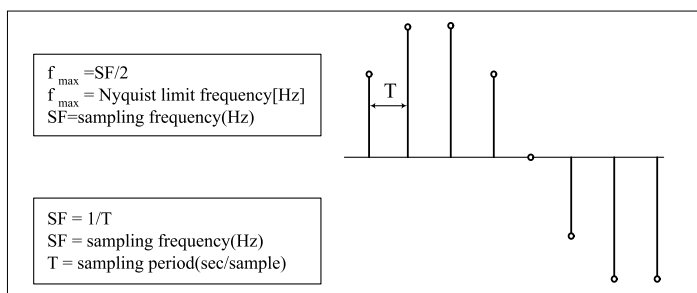 f max =SF/2
f max = Nyquist limit frequency[Hz]
SF=sampling frequency(Hz)
T
SF = 1/T
SF = sampling frequency(Hz)
T = sampling period(sec/sample)